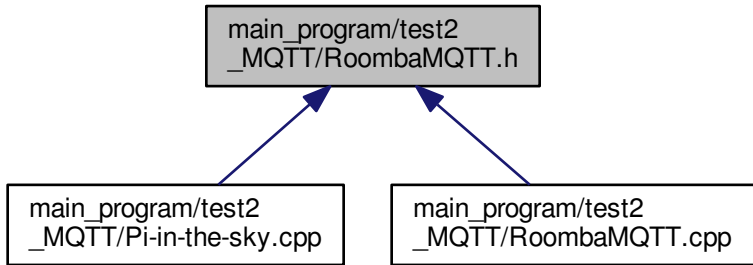 main_program/test2
_MQTT/RoombaMQTT.h
main_program/test2
_MQTT/Pi-in-the-sky.cpp
main_program/test2
_MQTT/RoombaMQTT.cpp